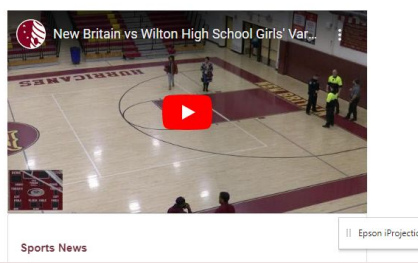 New Britain vs Wilton High School Girls' Var...
HURRICANES
Sports News
Epson iProjectio